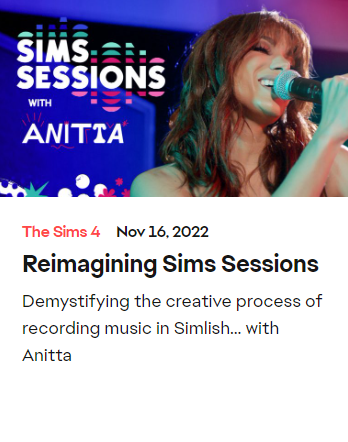 SIMS
SESSIONS
WITH
ANITTA
The Sims 4 Nov 16, 2022
Reimagining Sims Sessions
Demystifying the creative process of
recording music in Simlish... with
Anitta